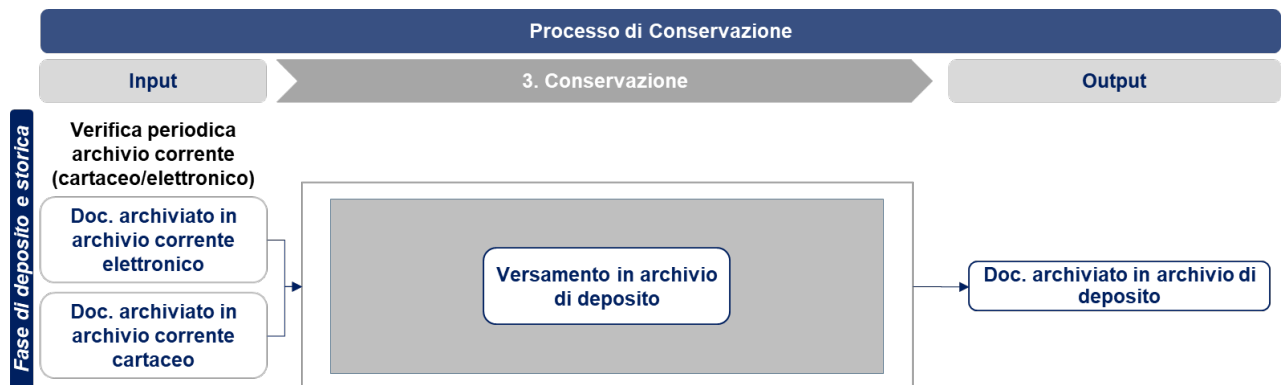 Processo di Conservazione
Input
3. Conservazione
Output
Fase di deposito e storica
Verifica periodica
archivio corrente
(cartaceo/elettronico)
Doc. archiviato in
archivio corrente
elettronico
Doc. archiviato in
archivio corrente
cartaceo
Versamento in archivio
di deposito
Doc. archiviato in archivio di
deposito